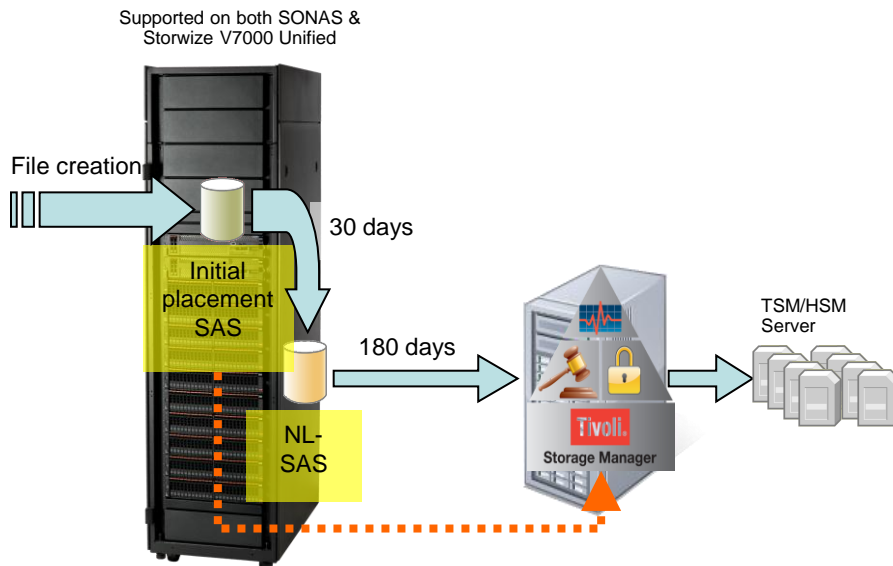 Supported on both SONAS &
Storwize V7000 Unified
File creation
30 days
Initial
placement
SAS
180 days
TSM/HSM
Server
NL-
SAS
Tivoli.
Storage Manager